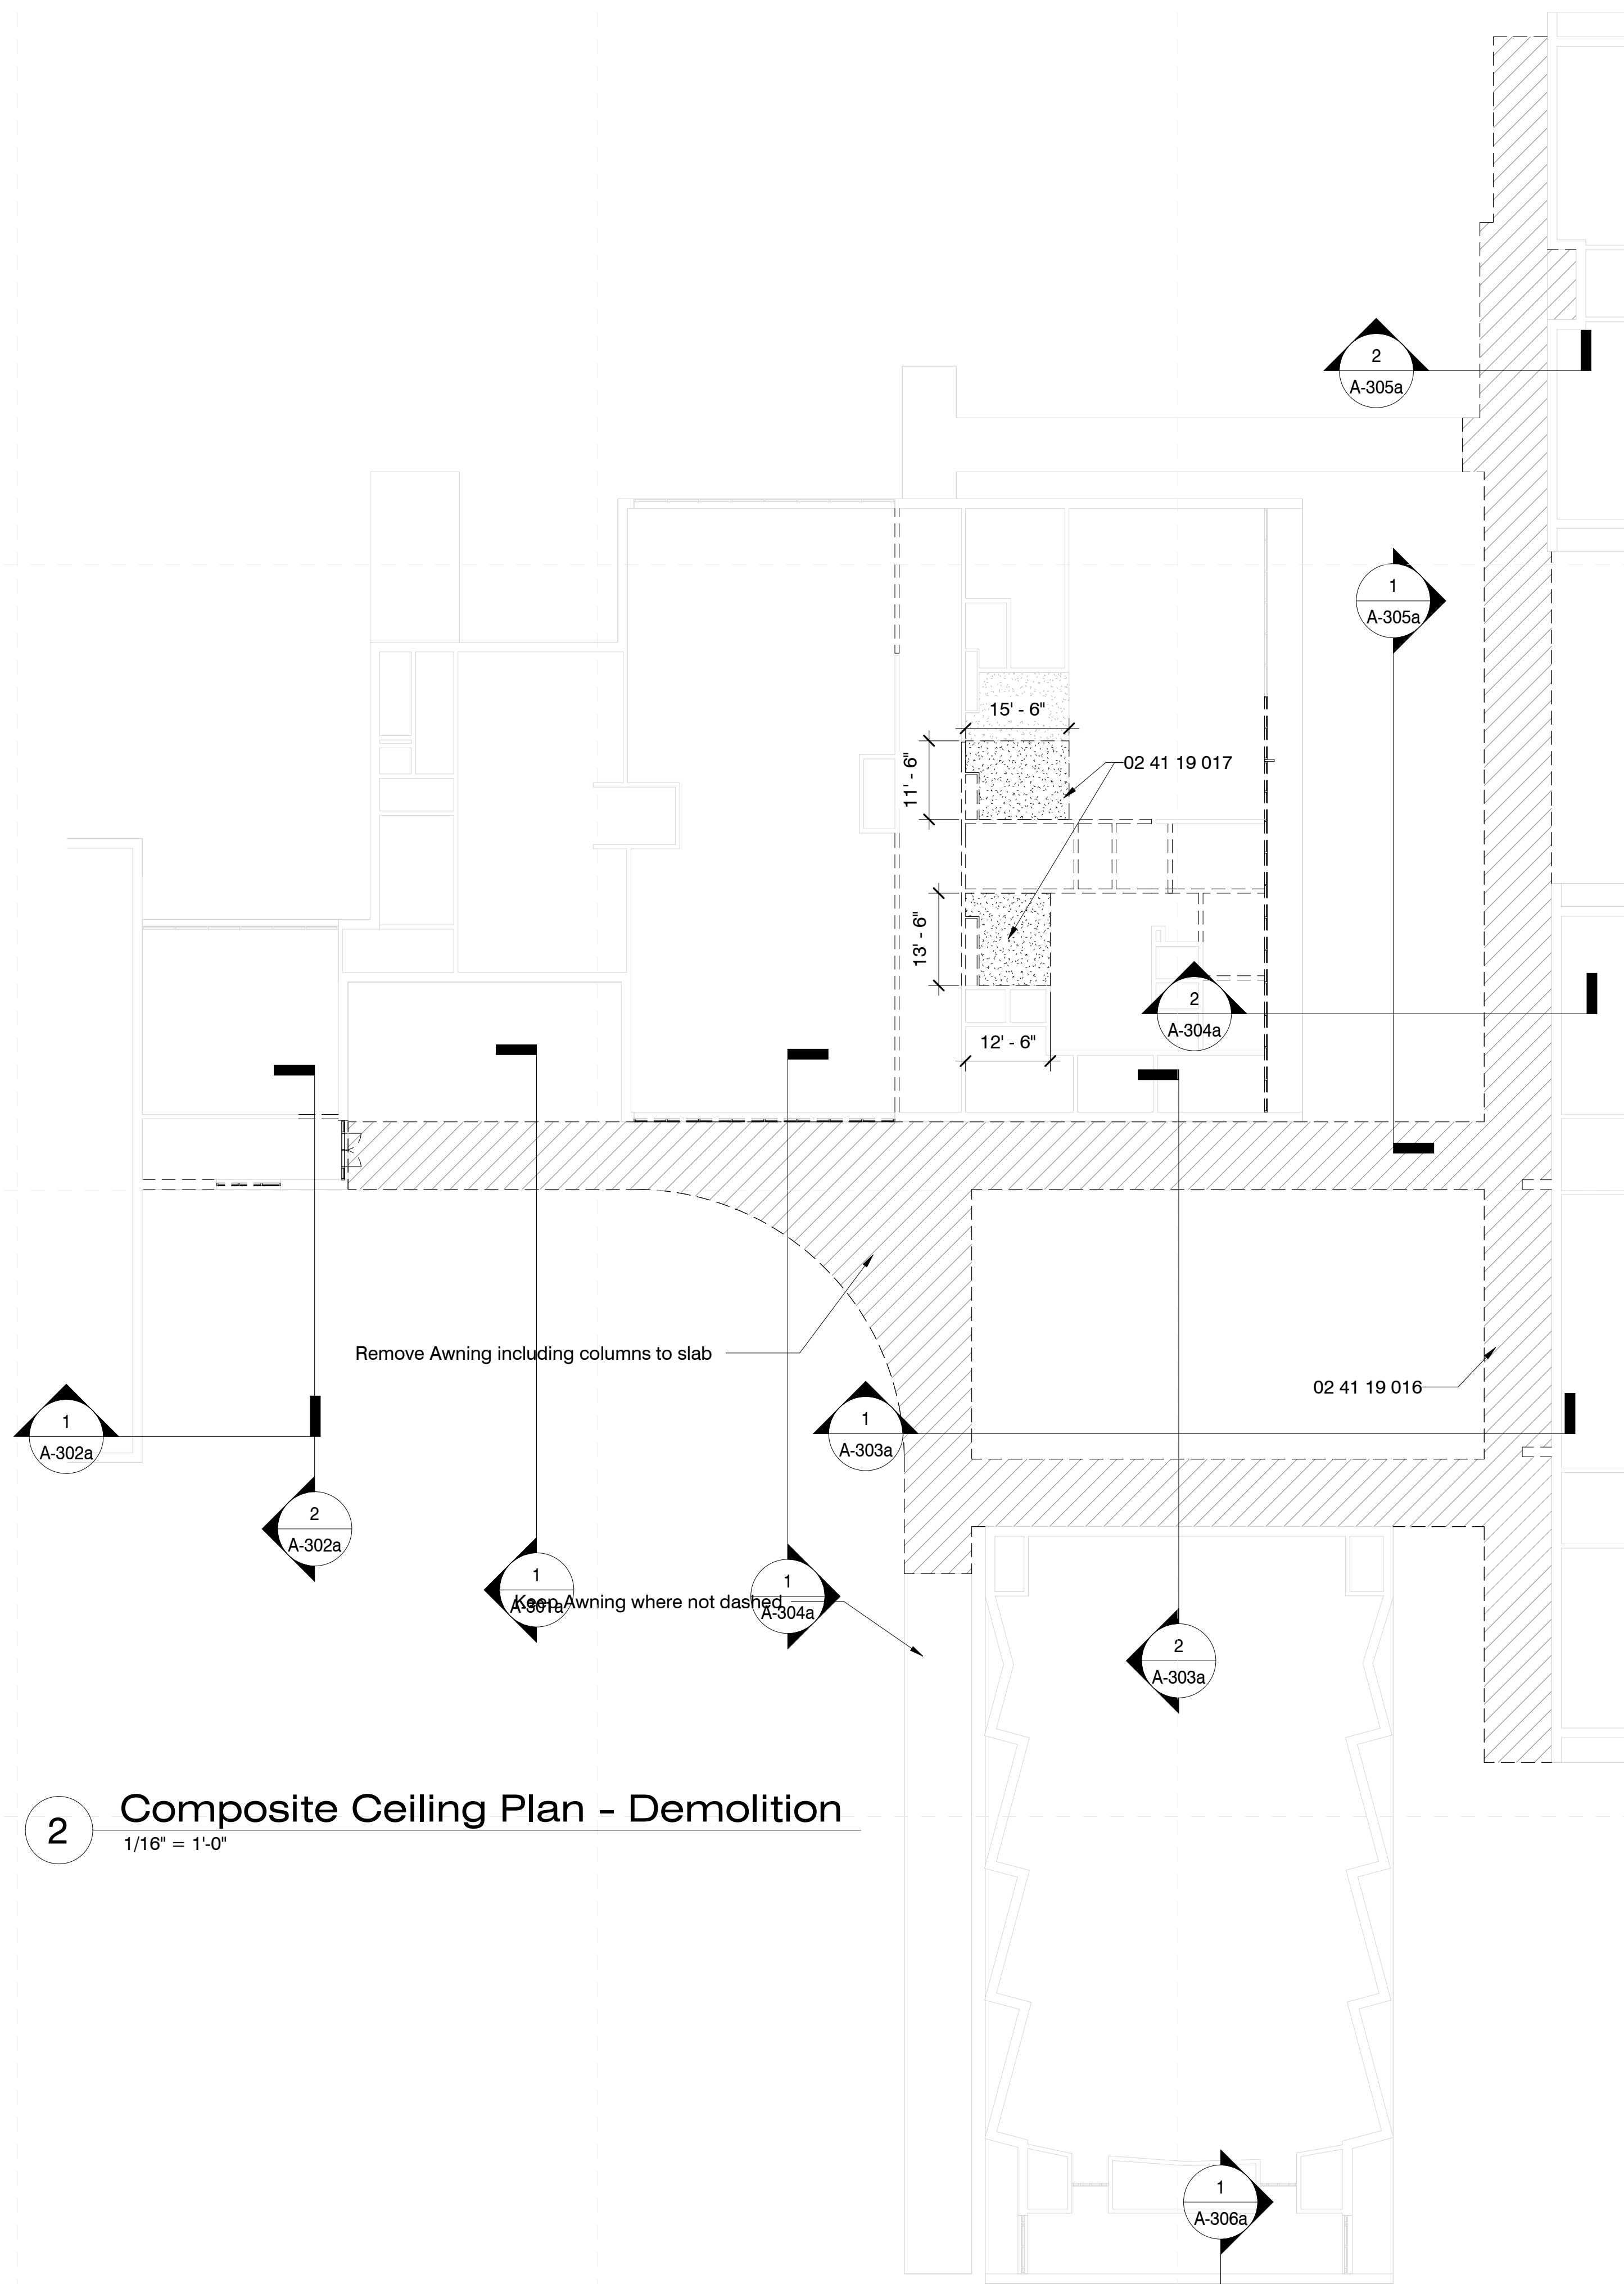 2
A-305a
1
A-305a
15' - 6"
11' - 6"
02 41 19 017
13' - 6"
2
A-304a
12' - 6"
Remove Awning including columns to slab
02 41 19 016
1
A-302a
1
A-303a
2
A-302a
1
A-301a
Keep Awning where not dashed
1
A-304a
2
A-303a
2
Composite Ceiling Plan - Demolition
1/16" = 1'-0"
1
A-306a